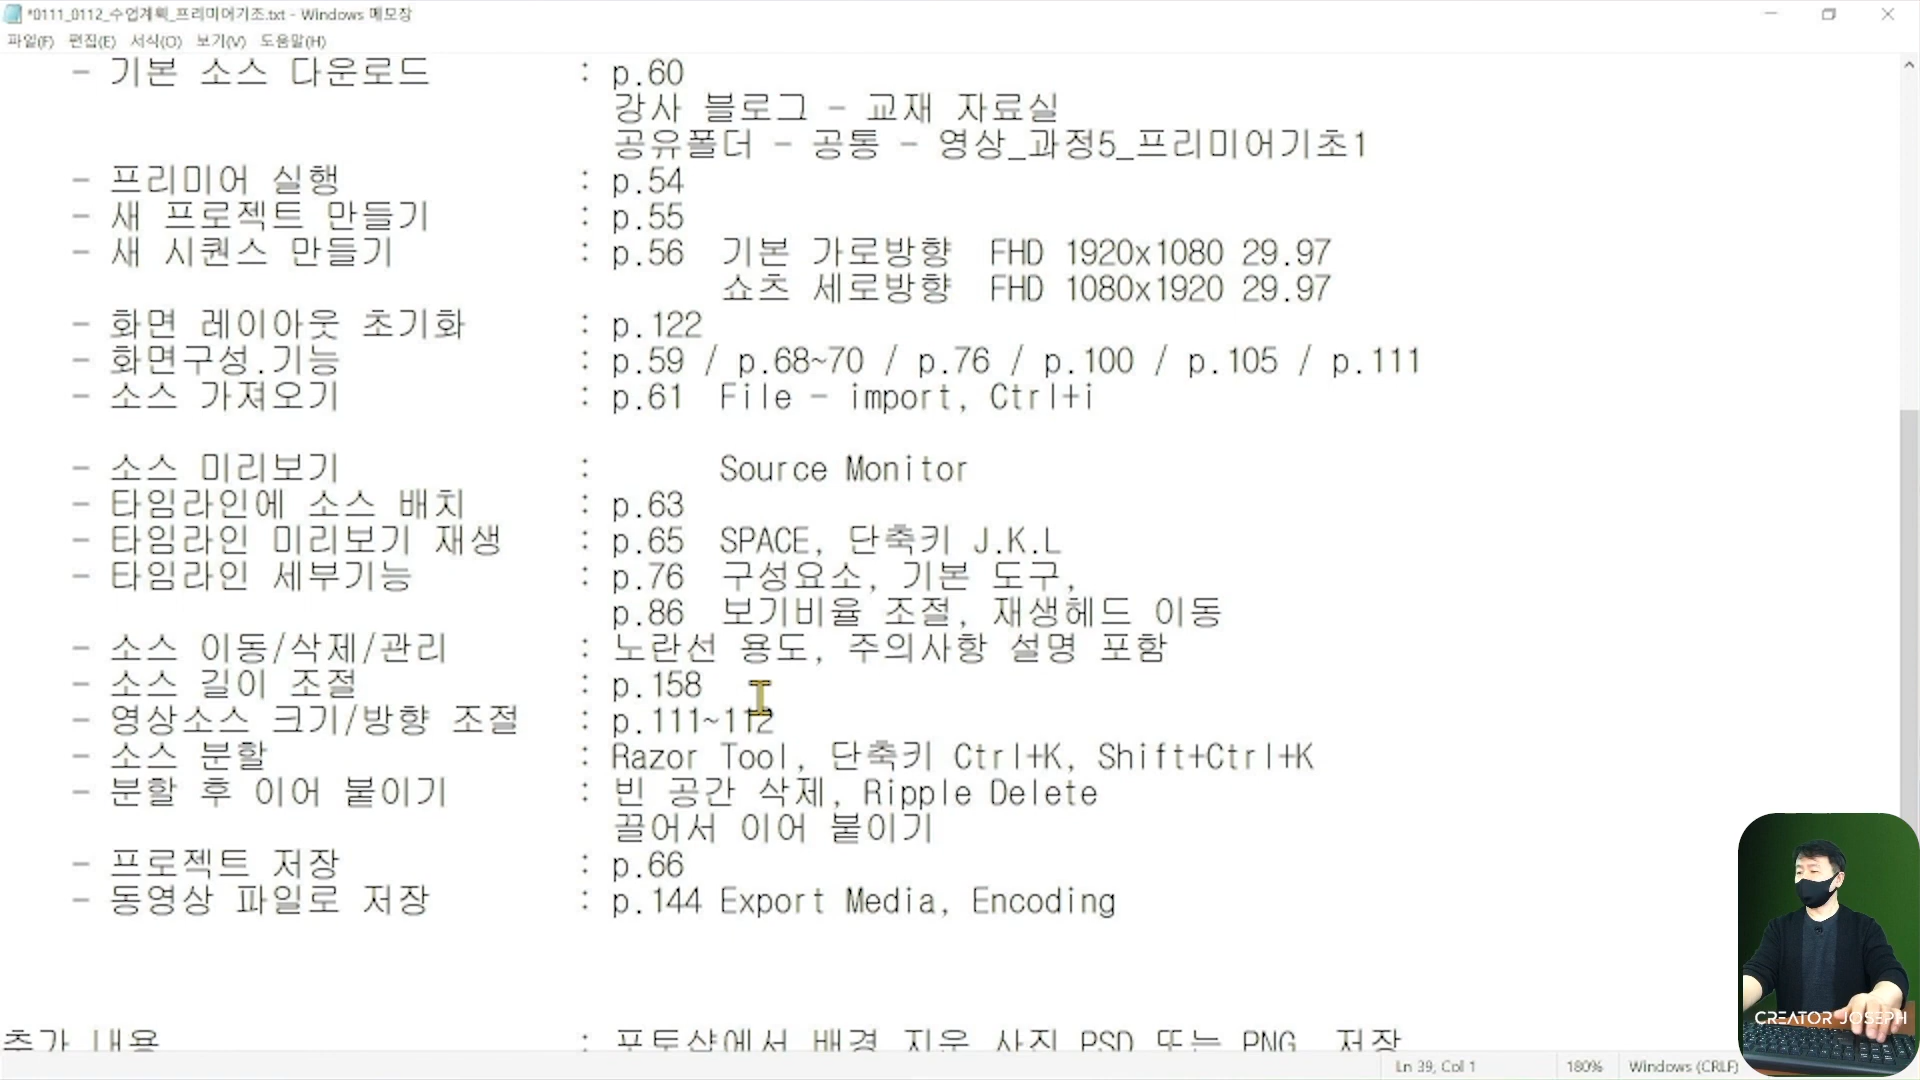 *0111_0112_수업계획_프리미어기초.txt - Windows 메모장
파일(F) 편집(E) 서식(O) 보기(V) 도움말(H)
- 기본 소스 다운로드 : p.60
강사 블로그 - 교재 자료실
공유폴더 - 공통 - 영상_과정5_프리미어기초1
- 프리미어 실행 : p.54
- 새 프로젝트 만들기 : p.55
- 새 시퀀스 만들기 : p.56 기본 가로방향 FHD 1920x1080 29.97
쇼츠 세로방향 FHD 1080x1920 29.97
- 화면 레이아웃 초기화 : p.122
- 화면구성.기능 : p.59 / p.68~70 / p.76 / p.100 / p.105 / p.111
- 소스 가져오기 : p.61 File - import, Ctrl+i
- 소스 미리보기 : Source Monitor
- 타임라인에 소스 배치 : p.63
- 타임라인 미리보기 재생 : p.65 SPACE, 단축키 J.K.L
- 타임라인 세부기능 : p.76 구성요소, 기본 도구,
p.86 보기비율 조절, 재생헤드 이동
- 소스 이동/삭제/관리 : 노란선 용도, 주의사항 설명 포함
- 소스 길이 조절 : p.158
- 영상소스 크기/방향 조절 : p.111~112
- 소스 분할 : Razor Tool, 단축키 Ctrl+K, Shift+Ctrl+K
- 분할 후 이어 붙이기 : 빈 공간 삭제, Ripple Delete
끌어서 이어 붙이기
- 프로젝트 저장 : p.66
- 동영상 파일로 저장 : p.144 Export Media, Encoding
추가 내용 : 포토샵에서 배경 지운 사진 PSD 또는 PNG 저장
CREATOR JOSEPH
Ln 39, Col 1 180% Windows (CRLF)